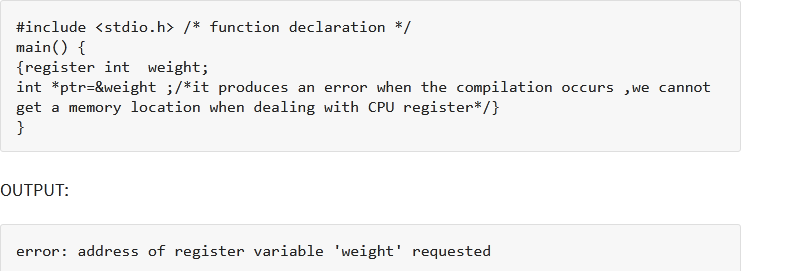 #include <stdio.h> /* function declaration */
main() {
{register int  weight;
int *ptr=&weight ;/*it produces an error when the compilation occurs ,we cannot
get a memory location when dealing with CPU register*/}
}
OUTPUT:
error: address of register variable 'weight' requested